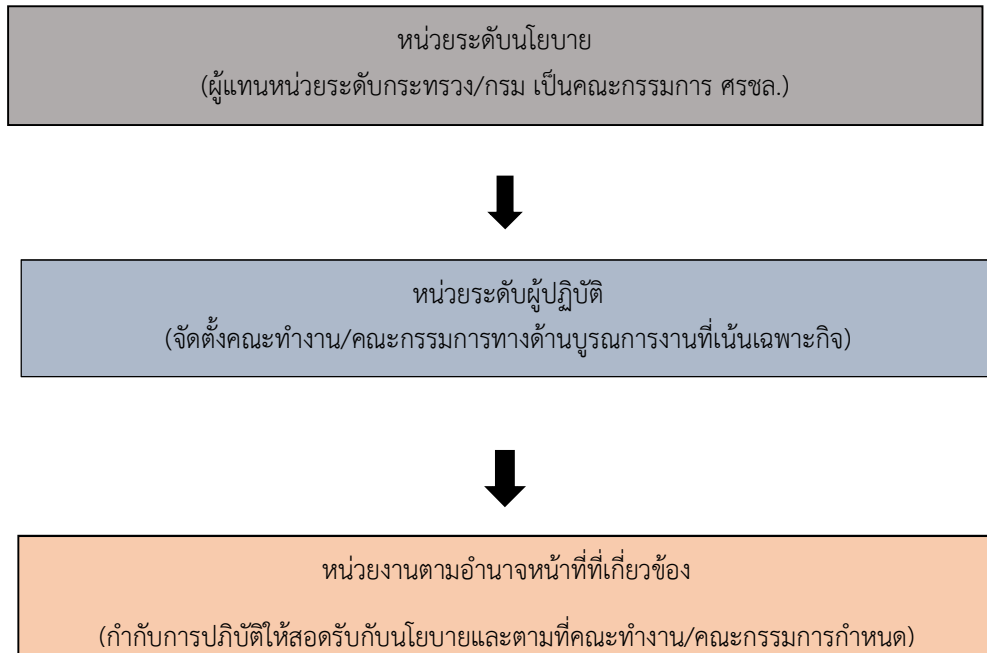 หน่วยระดับนโยบาย
(ผู้แทนหน่วยระดับกระทรวง/กรม เป็นคณะกรรมการ ศรชล.)
หน่วยระดับผู้ปฏิบัติ
(จัดตั้งคณะทำงาน/คณะกรรมการทางด้านบูรณการงานที่เน้นเฉพาะกิจ)
หน่วยงานตามอำนาจหน้าที่ที่เกี่ยวข้อง
(กำกับการปภิบัติให้สอดรับกับนโยบายและตามที่คณะทำงาน/คณะกรรมการกำหนด)